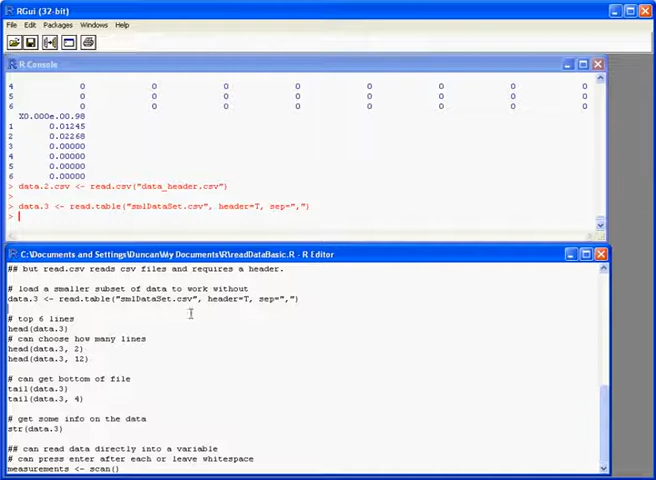 RGui (32-bit)
File Edit Packages Windows Help
R Console
4 0 0 0 0 0 0 0 0
5 0 0 0 0 0 0 0 0
6 0 0 0 0 0 0 0 0
X0.000e.00.98
1 0.01245
2 0.02268
3 0.00000
4 0.00000
5 0.00000
6 0.00000
> data.2.csv <- read.csv("data_header.csv")
>
> data.3 <- read.table("smlDataSet.csv", header=T, sep=",")
>
C:\Documents and Settings\Duncan\My Documents\R\readDataBasic.R - R Editor
## but read.csv reads csv files and requires a header.
# load a smaller subset of data to work without
data.3 <- read.table("smlDataSet.csv", header=T, sep=",")
# top 6 lines
head(data.3)
# can choose how many lines
head(data.3, 2)
head(data.3, 12)
# can get bottom of file
tail(data.3)
tail(data.3, 4)
# get some info on the data
str(data.3)
## can read data directly into a variable
# can press enter after each or leave whitespace
measurements <- scan()